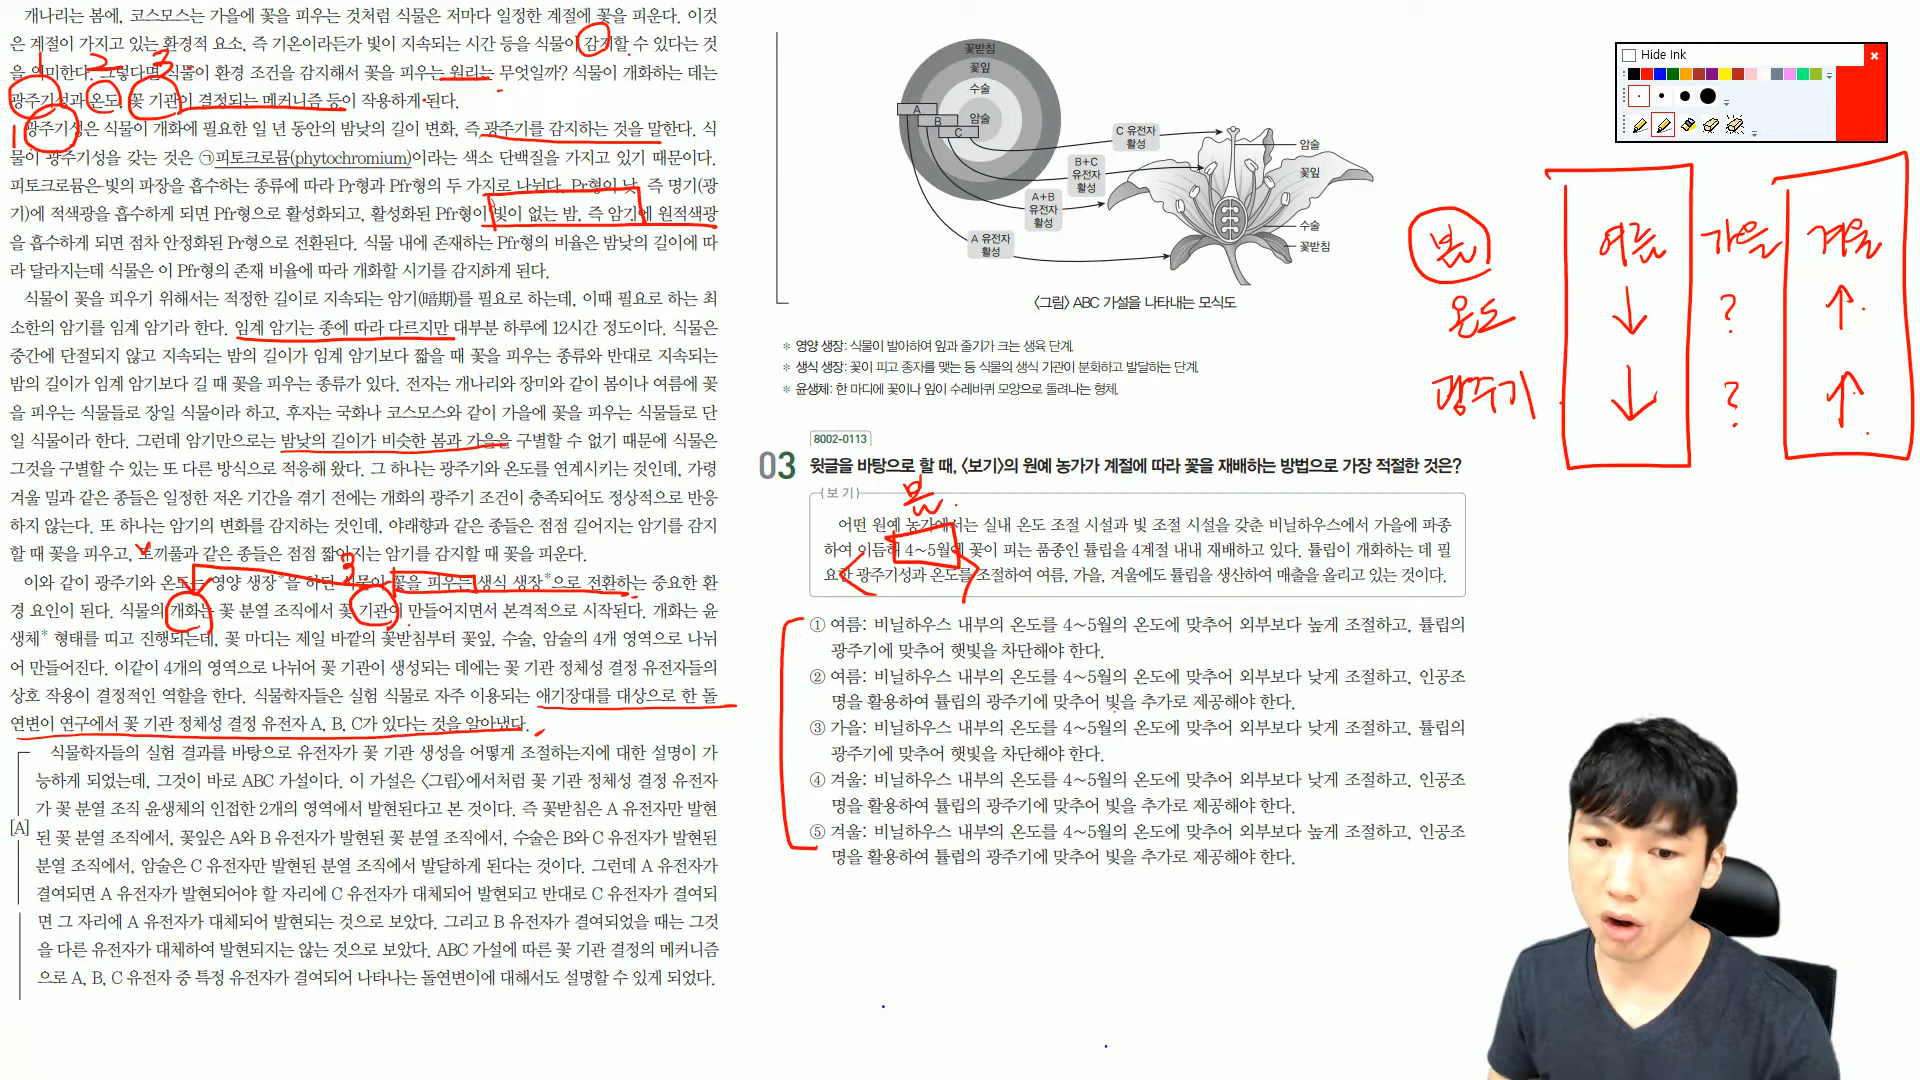 개나리는 봄에, 코스모스는 가을에 꽃을 피우는 것처럼 식물은 저마다 일정한 계절에 꽃을 피운다. 이것
은 계절이 가지고 있는 환경적 요소, 즉 기온이라든가 빛이 지속되는 시간 등을 식물이 감지할 수 있다는 것
을 의미한다. 그렇다면 식물이 환경 조건을 감지해서 꽃을 피우는 원리는 무엇일까? 식물이 개화하는 데는
광주기성과 온도, 꽃 기관이 결정되는 메커니즘 등이 작용하게 된다.
광주기성은 식물이 개화에 필요한 일 년 동안의 밤낮의 길이 변화, 즉 광주기를 감지하는 것을 말한다. 식
물이 광주기성을 갖는 것은 ㉠피토크로뮴(phytochromium)이라는 색소 단백질을 가지고 있기 때문이다.
피토크로뮴은 빛의 파장을 흡수하는 종류에 따라 Pr형과 Pfr형의 두 가지로 나뉜다. Pr형이 낮, 즉 명기(광
기)에 적색광을 흡수하게 되면 Pfr형으로 활성화되고, 활성화된 Pfr형이 빛이 없는 밤, 즉 암기에 원적색광
을 흡수하게 되면 점차 안정화된 Pr형으로 전환된다. 식물 내에 존재하는 Pfr형의 비율은 밤낮의 길이에 따
라 달라지는데 식물은 이 Pfr형의 존재 비율에 따라 개화할 시기를 감지하게 된다.
식물이 꽃을 피우기 위해서는 적정한 길이로 지속되는 암기(暗期)를 필요로 하는데, 이때 필요로 하는 최
소한의 암기를 임계 암기라 한다. 임계 암기는 종에 따라 다르지만 대부분 하루에 12시간 정도이다. 식물은
중간에 단절되지 않고 지속되는 밤의 길이가 임계 암기보다 짧을 때 꽃을 피우는 종류와 반대로 지속되는
밤의 길이가 임계 암기보다 길 때 꽃을 피우는 종류가 있다. 전자는 개나리와 장미와 같이 봄이나 여름에 꽃
을 피우는 식물들로 장일 식물이라 하고, 후자는 국화나 코스모스와 같이 가을에 꽃을 피우는 식물들로 단
일 식물이라 한다. 그런데 암기만으로는 밤낮의 길이가 비슷한 봄과 가을을 구별할 수 없기 때문에 식물은
그것을 구별할 수 있는 또 다른 방식으로 적응해 왔다. 그 하나는 광주기와 온도를 연계시키는 것인데, 가령
겨울 밀과 같은 종들은 일정한 저온 기간을 겪기 전에는 개화의 광주기 조건이 충족되어도 정상적으로 반응
하지 않는다. 또 하나는 암기의 변화를 감지하는 것인데, 야래향과 같은 종들은 점점 길어지는 암기를 감지
할 때 꽃을 피우고, 토끼풀과 같은 종들은 점점 짧아지는 암기를 감지할 때 꽃을 피운다.
이와 같이 광주기와 온도는 영양 생장*을 하던 식물이 꽃을 피우는 생식 생장*으로 전환하는 중요한 환
경 요인이 된다. 식물의 개화는 꽃 분열 조직에서 꽃 기관이 만들어지면서 본격적으로 시작된다. 개화는 윤
생체* 형태를 띠고 진행되는데, 꽃 마디는 제일 바깥의 꽃받침부터 꽃잎, 수술, 암술의 4개 영역으로 나뉘
어 만들어진다. 이같이 4개의 영역으로 나뉘어 꽃 기관이 생성되는 데에는 꽃 기관 정체성 결정 유전자들의
상호 작용이 결정적인 역할을 한다. 식물학자들은 실험 식물로 자주 이용되는 애기장대를 대상으로 한 돌
연변이 연구에서 꽃 기관 정체성 결정 유전자 A, B, C가 있다는 것을 알아냈다.
식물학자들의 실험 결과를 바탕으로 유전자가 꽃 기관 생성을 어떻게 조절하는지에 대한 설명이 가
능하게 되었는데, 그것이 바로 ABC 가설이다. 이 가설은 〈그림〉에서처럼 꽃 기관 정체성 결정 유전자
가 꽃 분열 조직 윤생체의 인접한 2개의 영역에서 발현된다고 본 것이다. 즉 꽃받침은 A 유전자만 발현
[A] 된 꽃 분열 조직에서, 꽃잎은 A와 B 유전자가 발현된 꽃 분열 조직에서, 수술은 B와 C 유전자가 발현된
분열 조직에서, 암술은 C 유전자만 발현된 분열 조직에서 발달하게 된다는 것이다. 그런데 A 유전자가
결여되면 A 유전자가 발현되어야 할 자리에 C 유전자가 대체되어 발현되고 반대로 C 유전자가 결여되
면 그 자리에 A 유전자가 대체되어 발현되는 것으로 보았다. 그리고 B 유전자가 결여되었을 때는 그것
을 다른 유전자가 대체하여 발현되지는 않는 것으로 보았다. ABC 가설에 따른 꽃 기관 결정의 메커니즘
으로 A, B, C 유전자 중 특정 유전자가 결여되어 나타나는 돌연변이에 대해서도 설명할 수 있게 되었다.
1 2 3
1
3
꽃받침
꽃잎
수술
암술
A
B
C
C 유전자
활성
B+C
유전자
활성
A+B
유전자
활성
A 유전자
활성
암술
꽃잎
수술
꽃받침
〈그림〉 ABC 가설을 나타내는 모식도
* 영양 생장: 식물이 발아하여 잎과 줄기가 크는 생육 단계.
* 생식 생장: 꽃이 피고 종자를 맺는 등 식물의 생식 기관이 분화하고 발달하는 단계.
* 윤생체: 한 마디에 꽃이나 잎이 수레바퀴 모양으로 돌려나는 형체.
8002-0113
03 윗글을 바탕으로 할 때, 〈보기〉의 원예 농가가 계절에 따라 꽃을 재배하는 방법으로 가장 적절한 것은?
보기
봄
어떤 원예 농가에서는 실내 온도 조절 시설과 빛 조절 시설을 갖춘 비닐하우스에서 가을에 파종
하여 이듬해 4~5월에 꽃이 피는 품종인 튤립을 4계절 내내 재배하고 있다. 튤립이 개화하는 데 필
요한 광주기성과 온도를 조절하여 여름, 가을, 겨울에도 튤립을 생산하여 매출을 올리고 있는 것이다.
① 여름: 비닐하우스 내부의 온도를 4~5월의 온도에 맞추어 외부보다 높게 조절하고, 튤립의
광주기에 맞추어 햇빛을 차단해야 한다.
② 여름: 비닐하우스 내부의 온도를 4~5월의 온도에 맞추어 외부보다 낮게 조절하고, 인공조
명을 활용하여 튤립의 광주기에 맞추어 빛을 추가로 제공해야 한다.
③ 가을: 비닐하우스 내부의 온도를 4~5월의 온도에 맞추어 외부보다 낮게 조절하고, 튤립의
광주기에 맞추어 햇빛을 차단해야 한다.
④ 겨울: 비닐하우스 내부의 온도를 4~5월의 온도에 맞추어 외부보다 낮게 조절하고, 인공조
명을 활용하여 튤립의 광주기에 맞추어 빛을 추가로 제공해야 한다.
⑤ 겨울: 비닐하우스 내부의 온도를 4~5월의 온도에 맞추어 외부보다 높게 조절하고, 인공조
명을 활용하여 튤립의 광주기에 맞추어 빛을 추가로 제공해야 한다.
Hide Ink
봄 여름 가을 겨울
온도 ↓ ? ↑
광주기 ↓ ? ↑